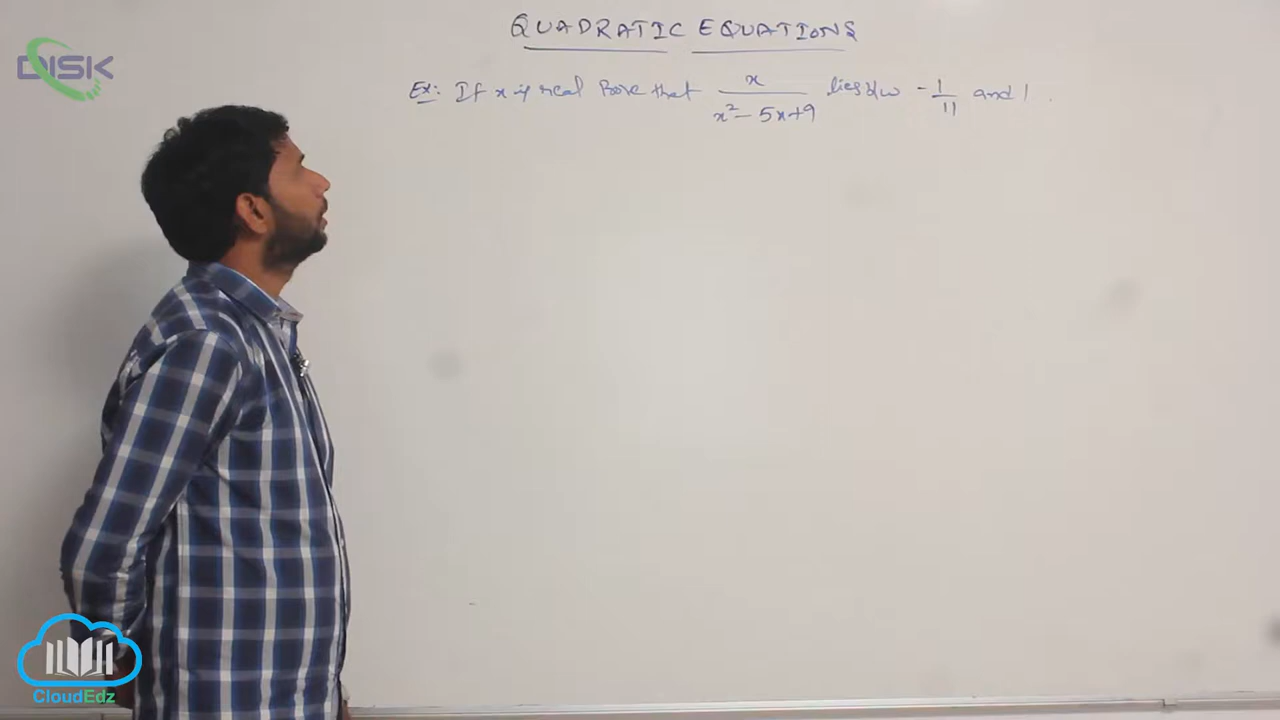 DISK
QUADRATIC EQUATIONS
Ex: If x is real Prove that x / x² - 5x + 9 lies b/w - 1/11 and 1.
CloudEdz